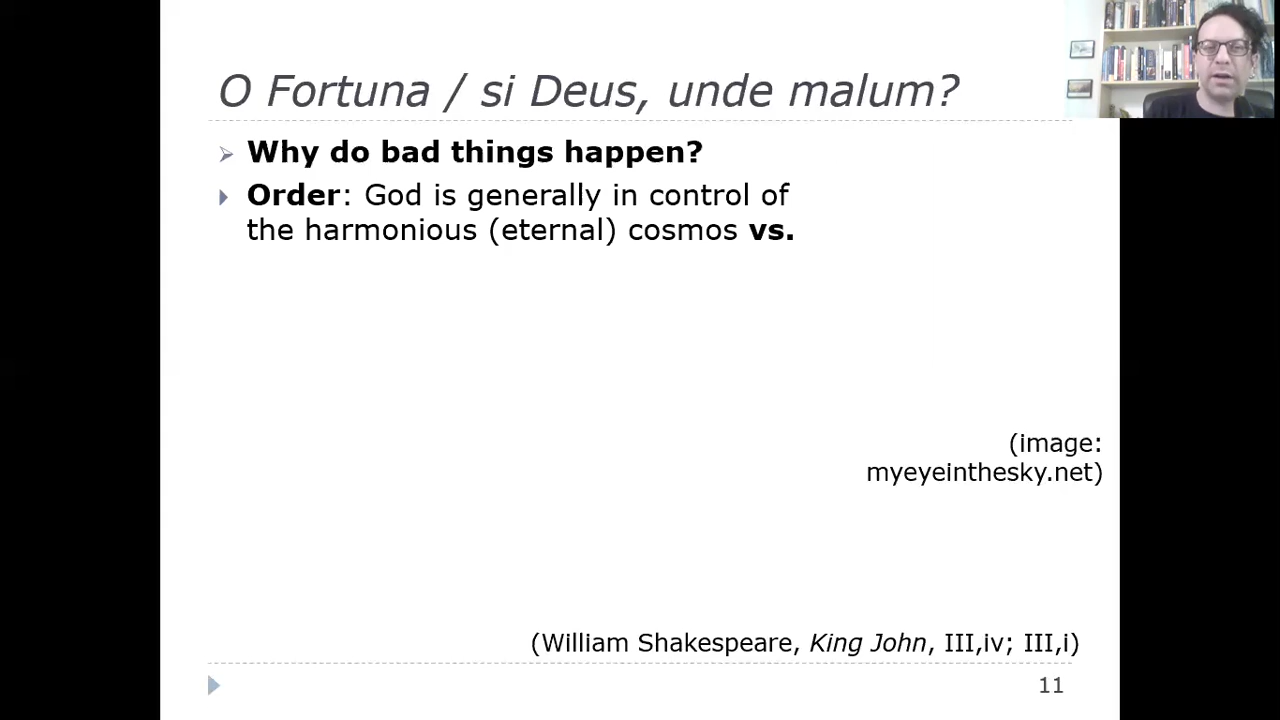 O Fortuna / si Deus, unde malum?
Why do bad things happen?
Order: God is generally in control of
the harmonious (eternal) cosmos vs.
(image:
myeyeinthesky.net)
(William Shakespeare, King John, III,iv; III,i)
11